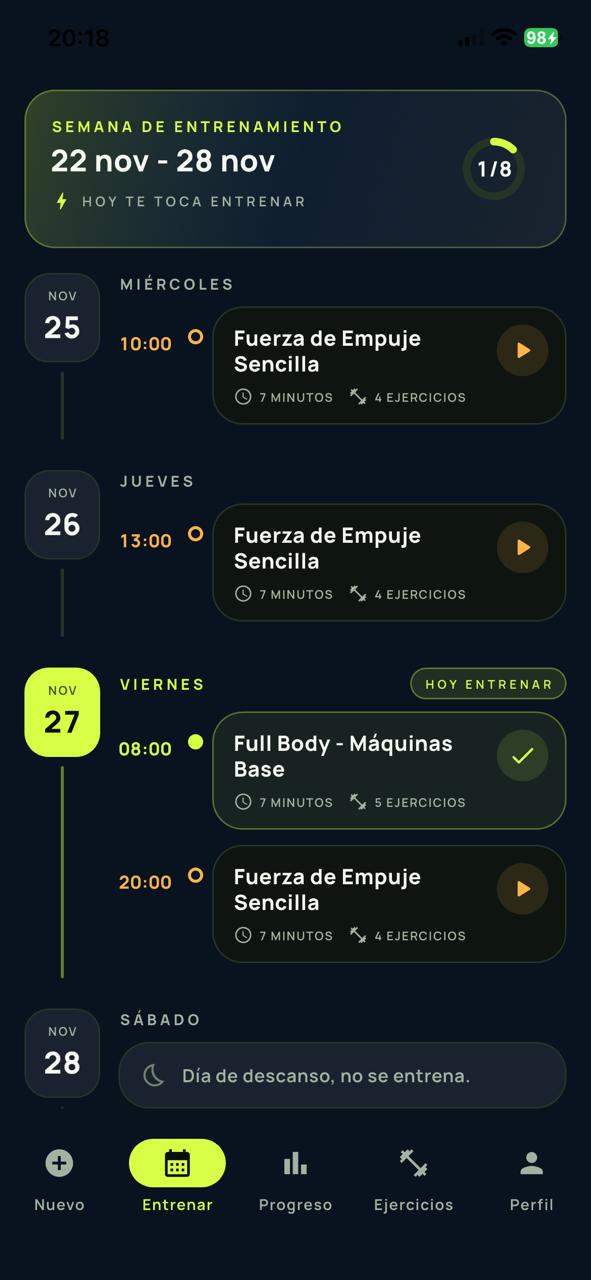 20:18
98
SEMANA DE ENTRENAMIENTO
22 nov - 28 nov
HOY TE TOCA ENTRENAR
1/8
NOV
25
MIÉRCOLES
10:00
Fuerza de Empuje
Sencilla
7 MINUTOS 4 EJERCICIOS
NOV
26
JUEVES
13:00
Fuerza de Empuje
Sencilla
7 MINUTOS 4 EJERCICIOS
NOV
27
VIERNES
HOY ENTRENAR
08:00
Full Body - Máquinas
Base
7 MINUTOS 5 EJERCICIOS
20:00
Fuerza de Empuje
Sencilla
7 MINUTOS 4 EJERCICIOS
NOV
28
SÁBADO
Día de descanso, no se entrena.
Nuevo Entrenar Progreso Ejercicios Perfil